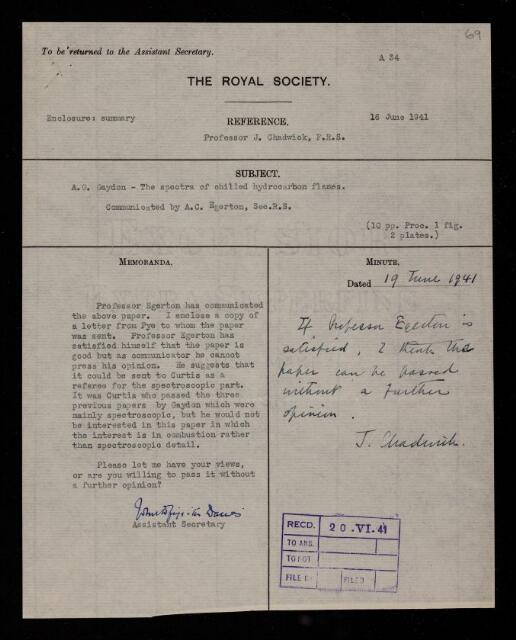 69
To be returned to the Assistant Secretary.
A 34
THE ROYAL SOCIETY.
Enclosure: summary
REFERENCE.
16 June 1941
Professor J. Chadwick, F.R.S.
SUBJECT.
A.G. Gaydon - The spectra of chilled hydrocarbon flames.
Communicated by A.C. Egerton, Sec.R.S.
(10 pp. Proc. 1 fig.
2 plates.)
MEMORANDA.
Professor Egerton has communicated
the above paper. I enclose a copy of
a letter from Pye to whom the paper
was sent. Professor Egerton has
satisfied himself that the paper is
good but as communicator he cannot
press his opinion. He suggests that
it could be sent to Curtis as a
referee for the spectroscopic part.
It was Curtis who passed the three
previous papers by Gaydon which were
mainly spectroscopic, but he would not
be interested in this paper in which
the interest is in combustion rather
than spectroscopic detail.
Please let me have your views,
or are you willing to pass it without
a further opinion?
Assistant Secretary
MINUTE.
Dated 19 June 1941
If Professor Egerton is
satisfied, I think this
paper can be passed
without a further
opinion.
J. Chadwick.
RECD. 20.VI.41
TO ANS.
TO NOT
FILE
FILED